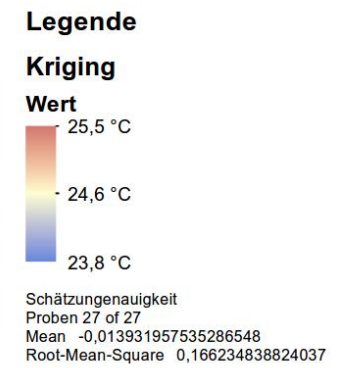 Legende
Kriging
Wert
25,5 °C
24,6 °C
23,8 °C
Schätzungenauigkeit
Proben 27 of 27
Mean -0,013931957535286548
Root-Mean-Square 0,166234838824037